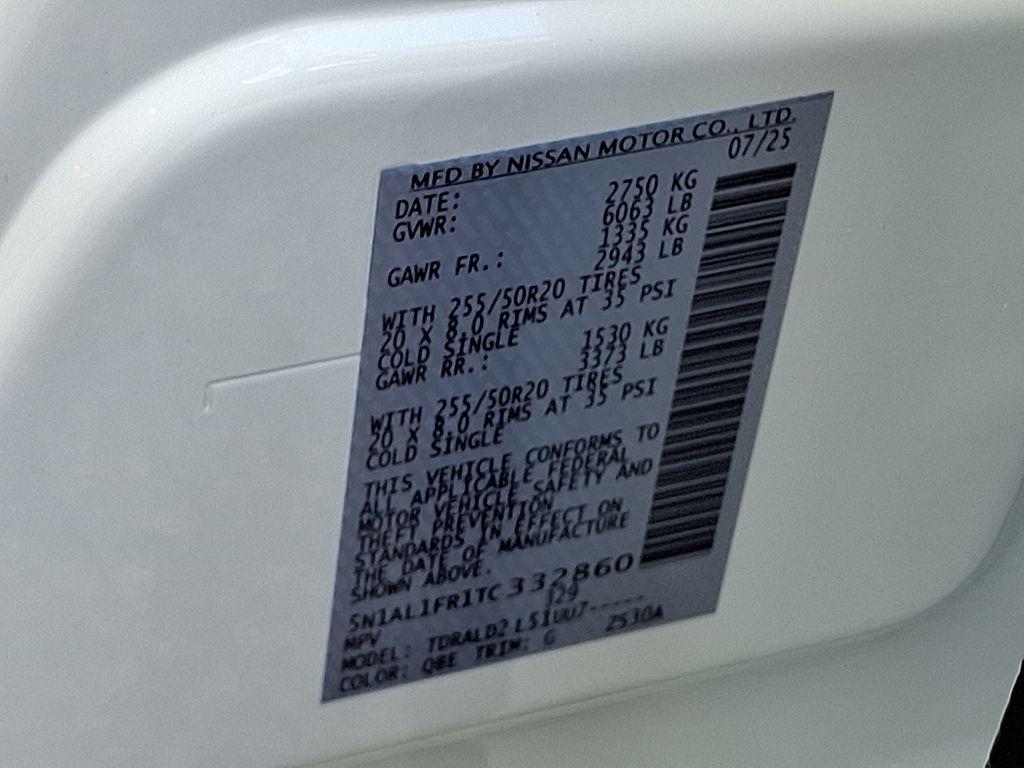 MFD BY NISSAN MOTOR CO., LTD.
DATE: 07/25
GVWR: 2750 KG
6063 LB
GAWR FR.: 1335 KG
2943 LB
WITH 255/50R20 TIRES
20 X 8.0 RIMS AT 35 PSI
COLD SINGLE
GAWR RR.: 1530 KG
3373 LB
WITH 255/50R20 TIRES
20 X 8.0 RIMS AT 35 PSI
COLD SINGLE
THIS VEHICLE CONFORMS TO
ALL APPLICABLE FEDERAL
MOTOR VEHICLE SAFETY AND
THEFT PREVENTION
STANDARDS IN EFFECT ON
THE DATE OF MANUFACTURE
SHOWN ABOVE.
5N1AL1FR1TC332860
MPV 129
MODEL: TDRALD2 L51UU7-----
COLOR: QBE TRIM: G Z530A